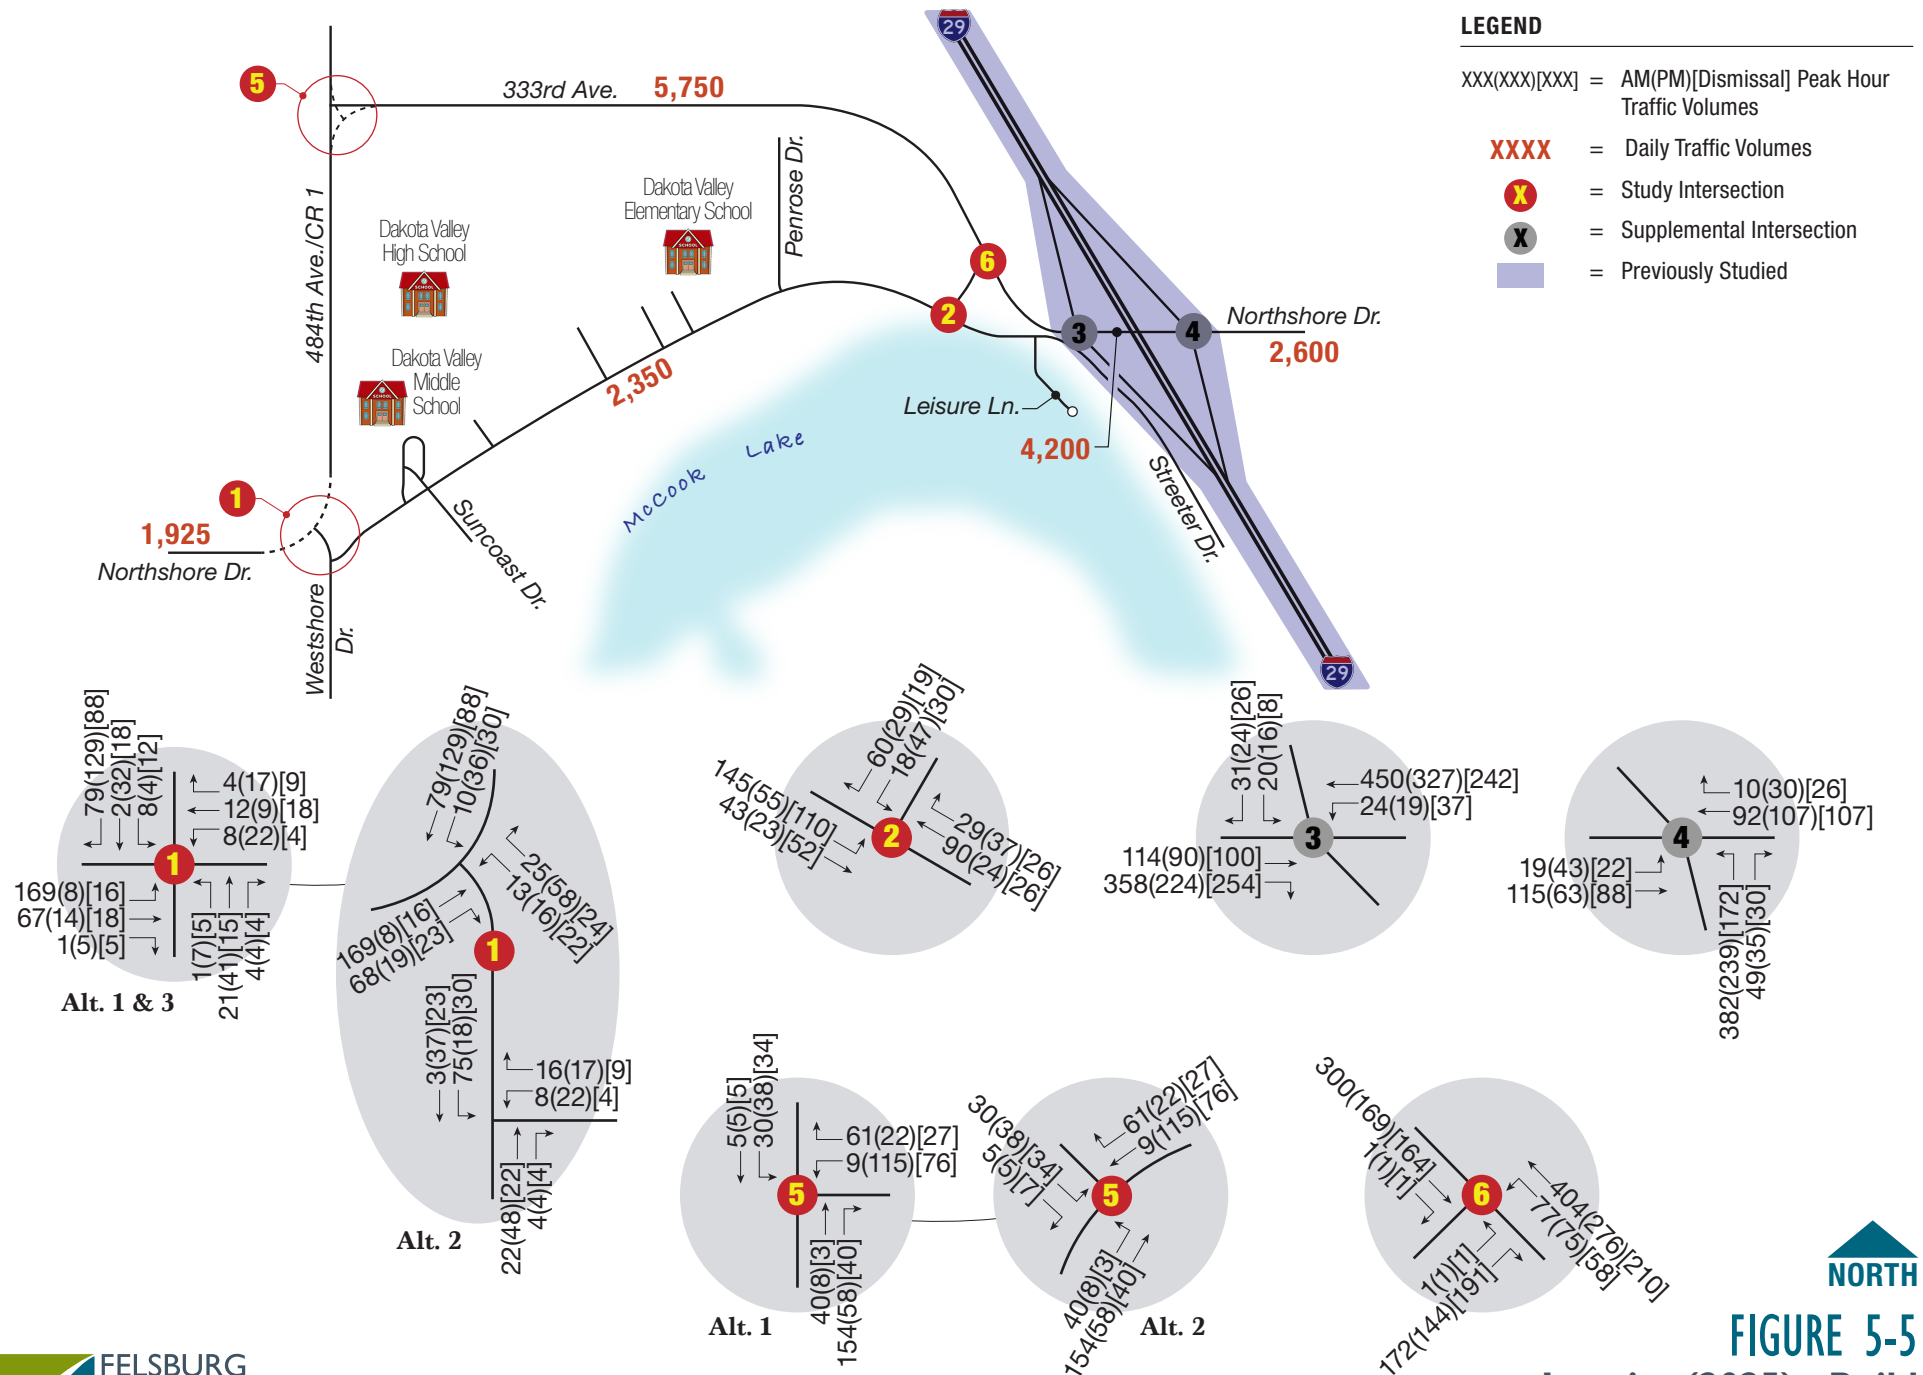 29
LEGEND
XXX(XXX)[XXX] = AM(PM)[Dismissal] Peak Hour
Traffic Volumes
XXXX = Daily Traffic Volumes
X = Study Intersection
X = Supplemental Intersection
= Previously Studied
5
333rd Ave. 5,750
Penrose Dr.
484th Ave./CR 1
Dakota Valley
Elementary School
SCHOOL
Dakota Valley
High School
SCHOOL
6
2
3
4
Northshore Dr.
2,600
Dakota Valley
Middle
School
SCHOOL
2,350
Leisure Ln.
4,200
McCook Lake
Streeter Dr.
1
1,925
Northshore Dr.
Suncoast Dr.
Westshore
Dr.
29
79(129)[88]
2(32)[18]
8(4)[12]
4(17)[9]
12(9)[18]
8(22)[4]
1
169(8)[16]
67(14)[18]
1(5)[5]
1(7)[5]
21(41)[15]
4(4)[4]
Alt. 1 & 3
79(129)[88]
10(36)[30]
25(58)[24]
13(16)[22]
169(8)[16]
68(19)[23]
1
3(37)[23]
75(18)[30]
16(17)[9]
8(22)[4]
22(48)[22]
4(4)[4]
Alt. 2
60(29)[19]
18(47)[30]
145(55)[110]
43(23)[52]
2
29(37)[26]
90(24)[26]
31(24)[26]
20(16)[8]
450(327)[242]
24(19)[37]
3
114(90)[100]
358(224)[254]
10(30)[26]
92(107)[107]
4
19(43)[22]
115(63)[88]
382(239)[172]
49(35)[30]
5(5)[5]
30(38)[34]
61(22)[27]
9(115)[76]
5
40(8)[3]
154(58)[40]
Alt. 1
30(38)[34]
5(5)[7]
61(22)[27]
9(115)[76]
5
40(8)[3]
154(58)[40]
Alt. 2
300(169)[164]
1(1)[1]
6
404(276)[210]
77(75)[58]
1(1)[1]
172(144)[191]
NORTH
FIGURE 5-5
FELSBURG